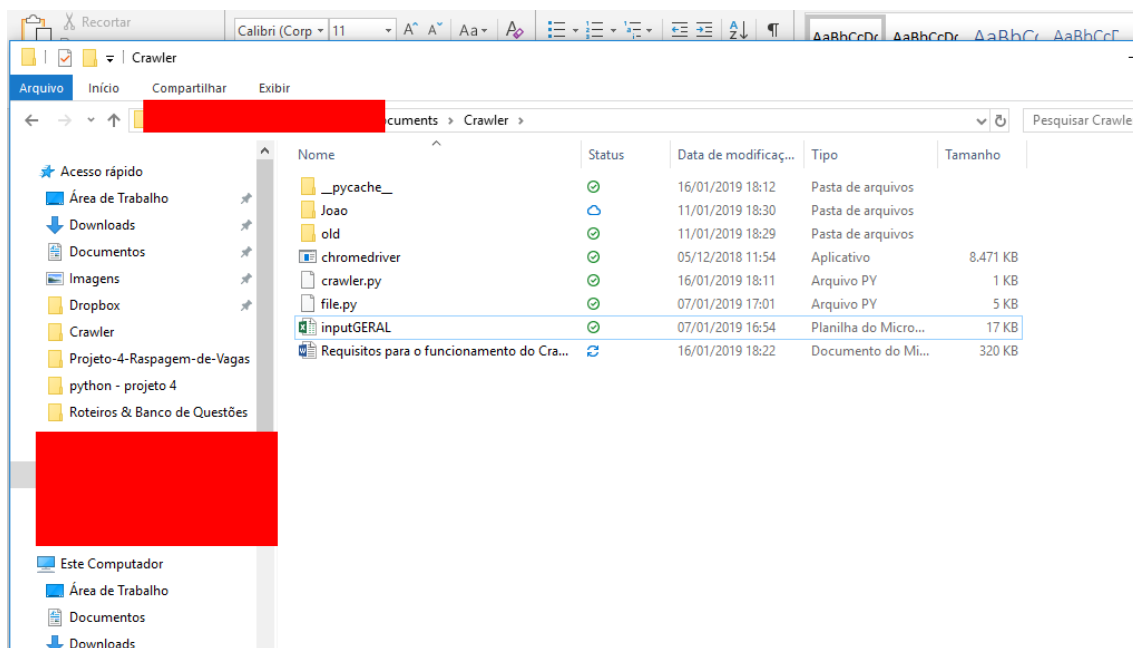 Recortar
Calibri (Corp 11 Aa
AaBbCcDc AaBbCcDc AaBbCc AaBbCcD
Crawler
Arquivo Início Compartilhar Exibir
cuments > Crawler > Pesquisar Crawle
Nome Status Data de modificaç... Tipo Tamanho
Acesso rápido
__pycache__ 16/01/2019 18:12 Pasta de arquivos
Área de Trabalho
Joao 11/01/2019 18:30 Pasta de arquivos
Downloads
old 11/01/2019 18:29 Pasta de arquivos
Documentos
chromedriver 05/12/2018 11:54 Aplicativo 8.471 KB
Imagens
crawler.py 16/01/2019 18:11 Arquivo PY 1 KB
Dropbox
file.py 07/01/2019 17:01 Arquivo PY 5 KB
Crawler
inputGERAL 07/01/2019 16:54 Planilha do Micro... 17 KB
Projeto-4-Raspagem-de-Vagas
Requisitos para o funcionamento do Cra... 16/01/2019 18:22 Documento do Mi... 320 KB
python - projeto 4
Roteiros & Banco de Questões
Este Computador
Área de Trabalho
Documentos
Downloads